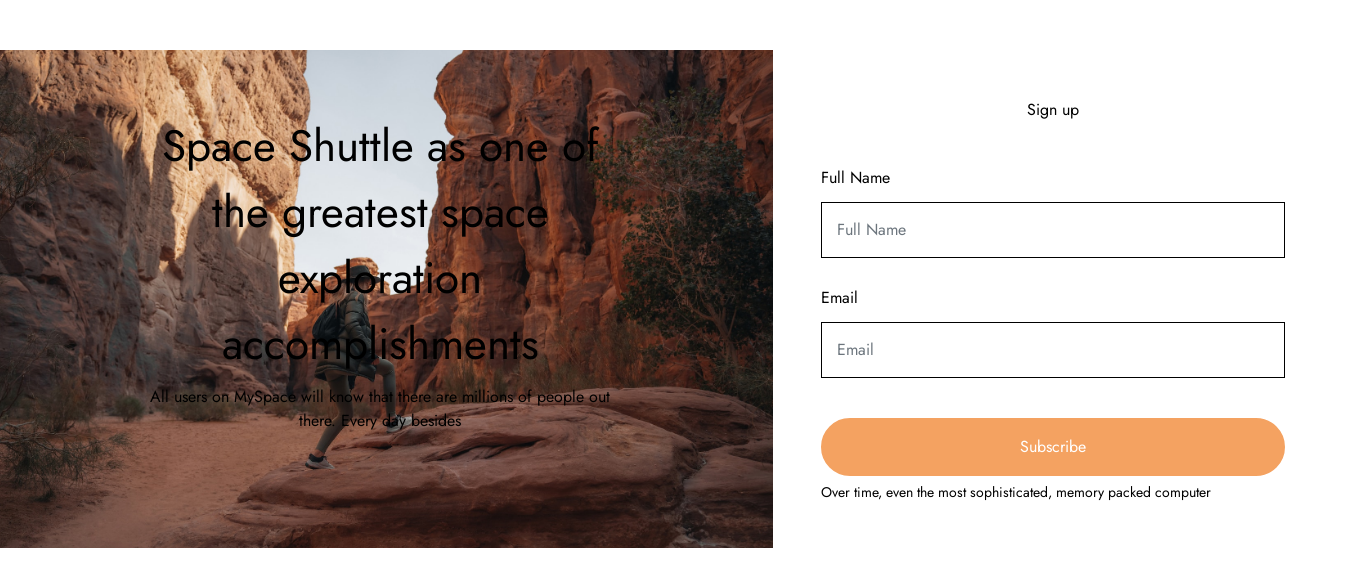 Space Shuttle as one of
the greatest space
exploration
accomplishments
All users on MySpace will know that there are millions of people out
there. Every day besides
Sign up
Full Name
Full Name
Email
Email
Subscribe
Over time, even the most sophisticated, memory packed computer